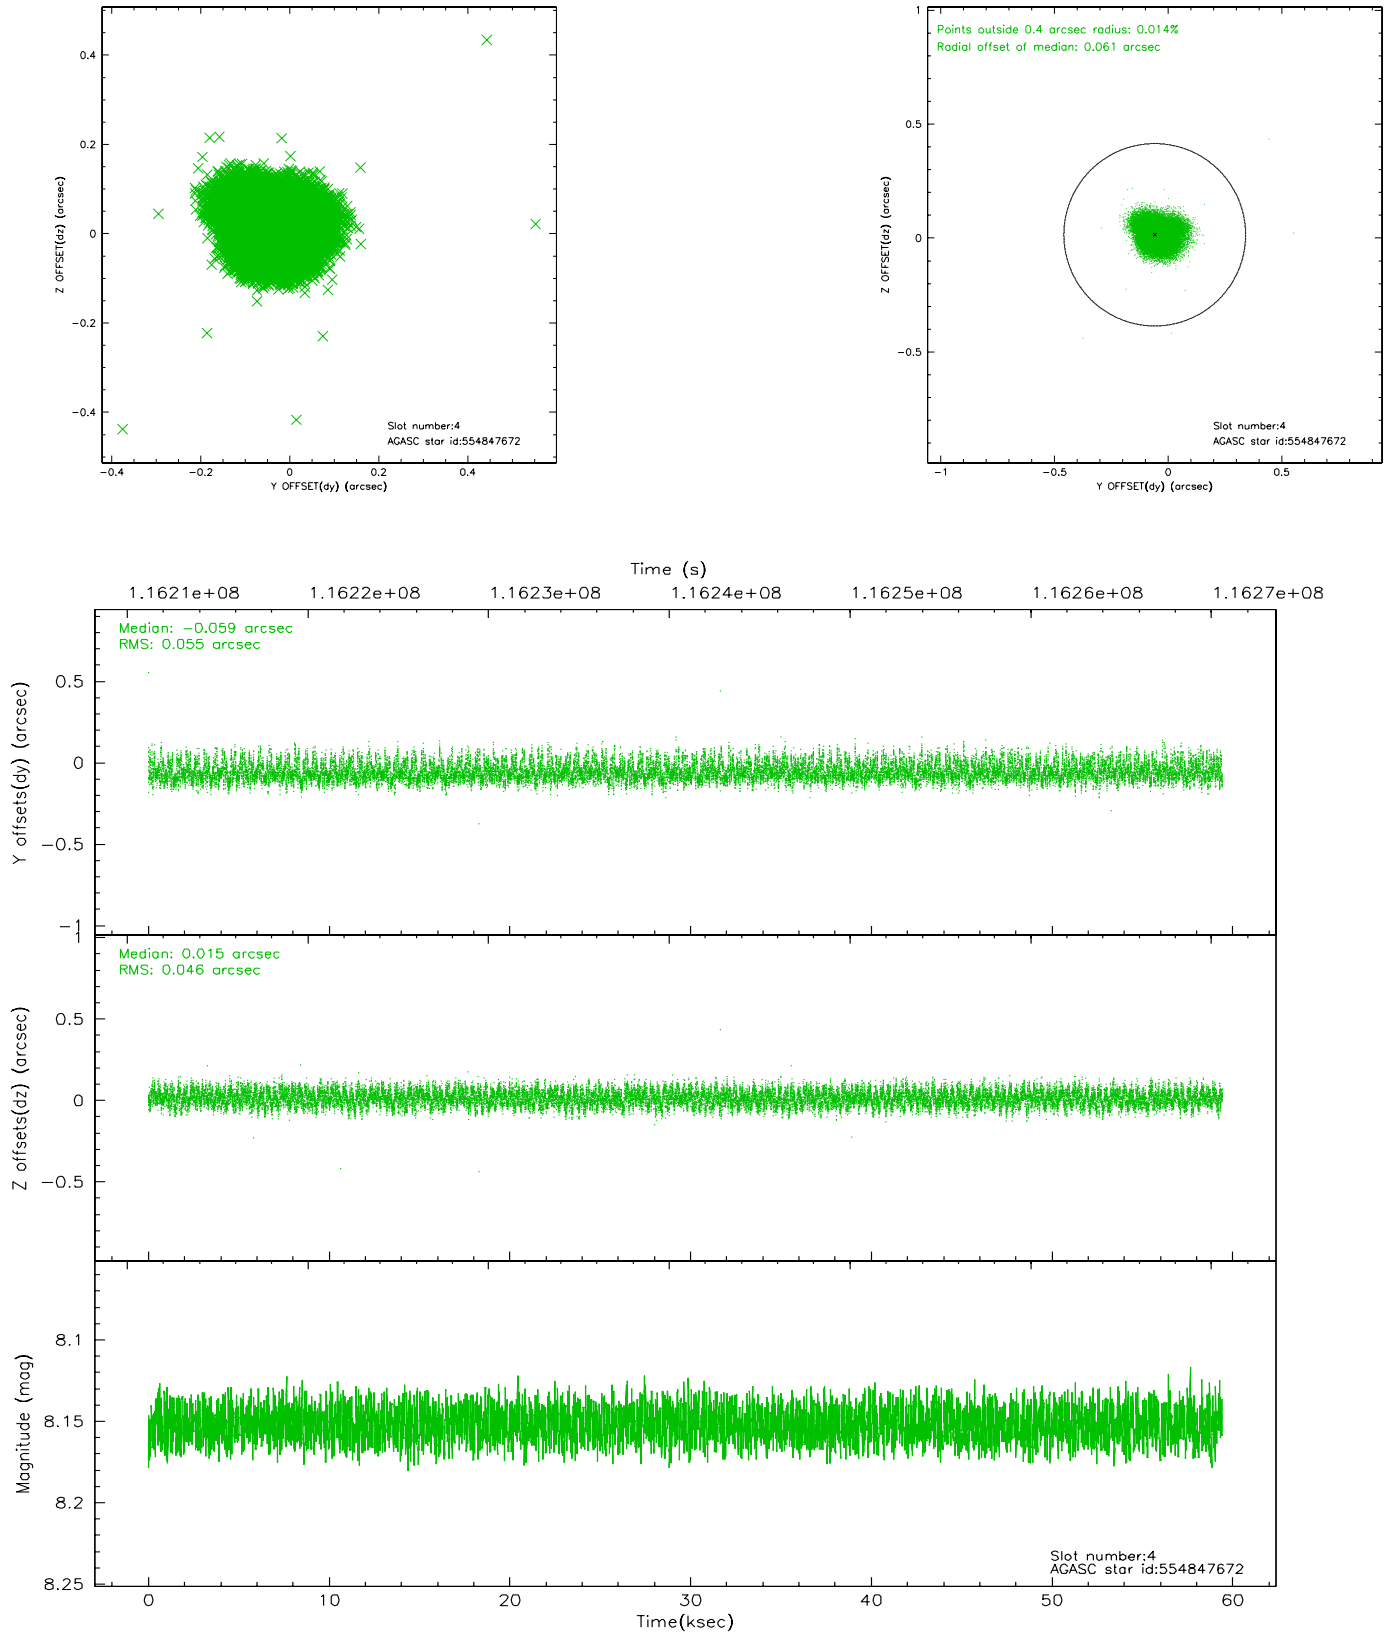 0.4
0.2
0
−0.2
−0.4
Z OFFSET(dz) (arcsec)
−0.4 −0.2 0 0.2 0.4
Y OFFSET(dy) (arcsec)
Slot number:4
AGASC star id:554847672
Points outside 0.4 arcsec radius: 0.014%
Radial offset of median: 0.061 arcsec
1
0.5
0
−0.5
Z OFFSET(dz) (arcsec)
−1 −0.5 0 0.5
Y OFFSET(dy) (arcsec)
Slot number:4
AGASC star id:554847672
Time (s)
1.1621e+08 1.1622e+08 1.1623e+08 1.1624e+08 1.1625e+08 1.1626e+08 1.1627e+08
Median: −0.059 arcsec
RMS: 0.055 arcsec
0.5
0
−0.5
−1
Y offsets(dy) (arcsec)
Median: 0.015 arcsec
RMS: 0.046 arcsec
1
0.5
0
−0.5
Z offsets(dz) (arcsec)
8.1
8.15
8.2
8.25
Magnitude (mag)
Slot number:4
AGASC star id:554847672
0 10 20 30 40 50 60
Time(ksec)